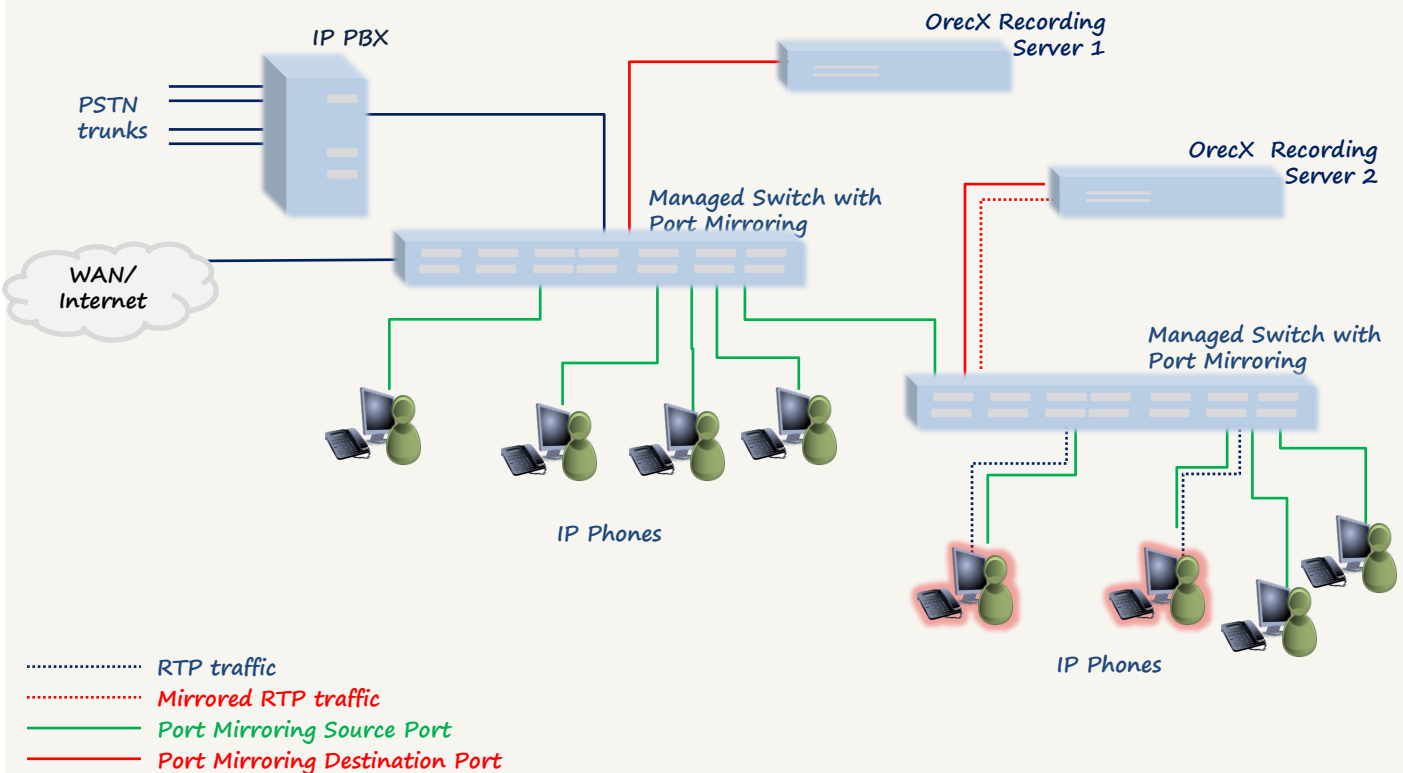 OrecX Recording
Server 1
IP PBX
PSTN
trunks
OrecX Recording
Server 2
Managed Switch with
Port Mirroring
WAN/
Internet
Managed Switch with
Port Mirroring
IP Phones
IP Phones
RTP traffic
Mirrored RTP traffic
Port Mirroring Source Port
Port Mirroring Destination Port